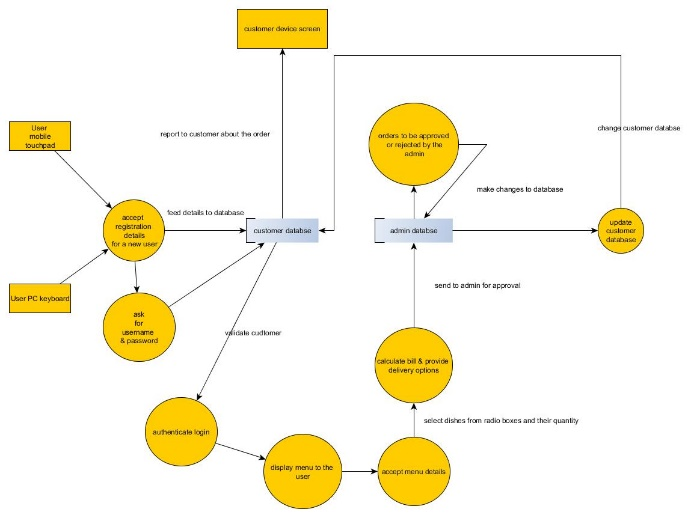 customer device screen
User
mobile
touchpad
report to customer about the order
orders to be approved
or rejected by the
admin
change customer databse
make changes to database
accept
registration
details
for a new user
feed details to database
customer databse
admin databse
update
customer
database
User PC keyboard
ask
for
username
& password
send to admin for approval
validate cudtomer
calculate bill & provide
delivery options
select dishes from radio boxes and their quantity
authenticate login
display menu to the
user
accept menu details